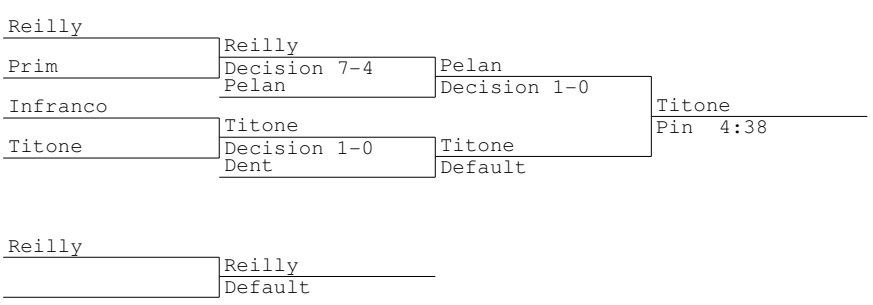 Reilly
Reilly
Prim
Decision 7-4
Pelan
Pelan
Decision 1-0
Infranco
Titone
Titone
Decision 1-0
Dent
Titone
Default
Titone
Pin 4:38
Reilly
Reilly
Default